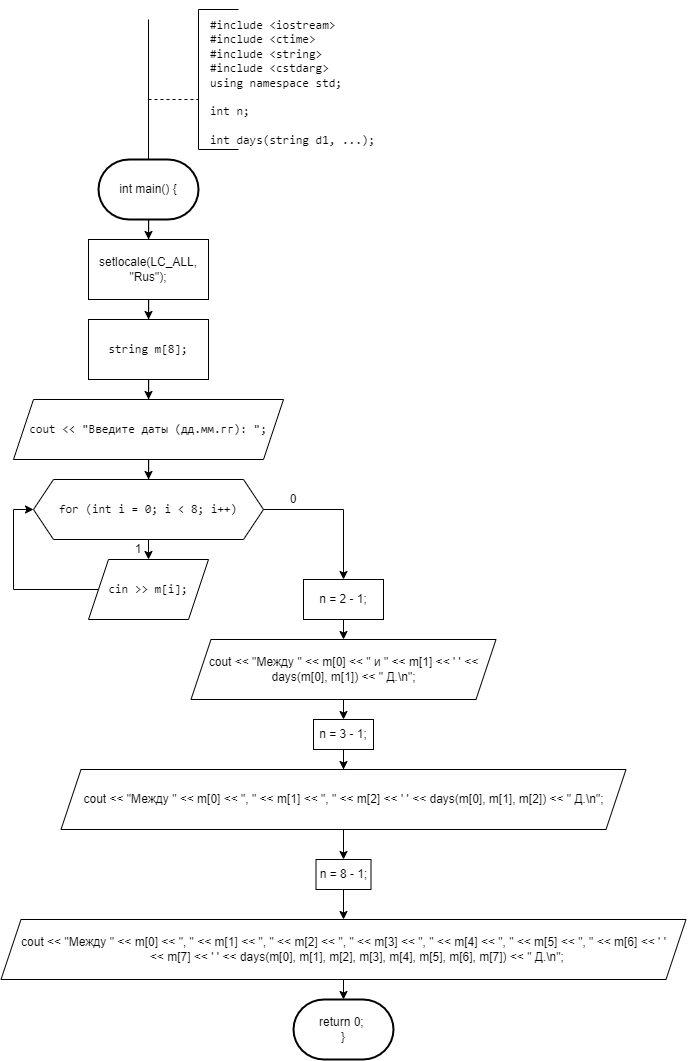 #include <iostream>
#include <ctime>
#include <string>
#include <cstdarg>
using namespace std;
int n;
int days(string d1, ...);
int main() {
setlocale(LC_ALL,
"Rus");
string m[8];
cout << "Введите даты (дд.мм.гг): ";
for (int i = 0; i < 8; i++)
0
1
cin >> m[i];
n = 2 - 1;
cout << "Между " << m[0] << " и " << m[1] << ' ' <<
days(m[0], m[1]) << " Д.\n";
n = 3 - 1;
cout << "Между " << m[0] << ", " << m[1] << ", " << m[2] << ' ' << days(m[0], m[1], m[2]) << " Д.\n";
n = 8 - 1;
cout << "Между " << m[0] << ", " << m[1] << ", " << m[2] << ", " << m[3] << ", " << m[4] << ", " << m[5] << ", " << m[6] << ' '
<< m[7] << ' ' << days(m[0], m[1], m[2], m[3], m[4], m[5], m[6], m[7]) << " Д.\n";
return 0;
}